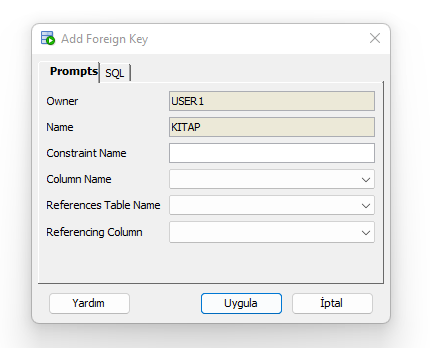 Add Foreign Key
Prompts SQL
Owner USER1
Name KITAP
Constraint Name
Column Name
References Table Name
Referencing Column
Yardım Uygula İptal